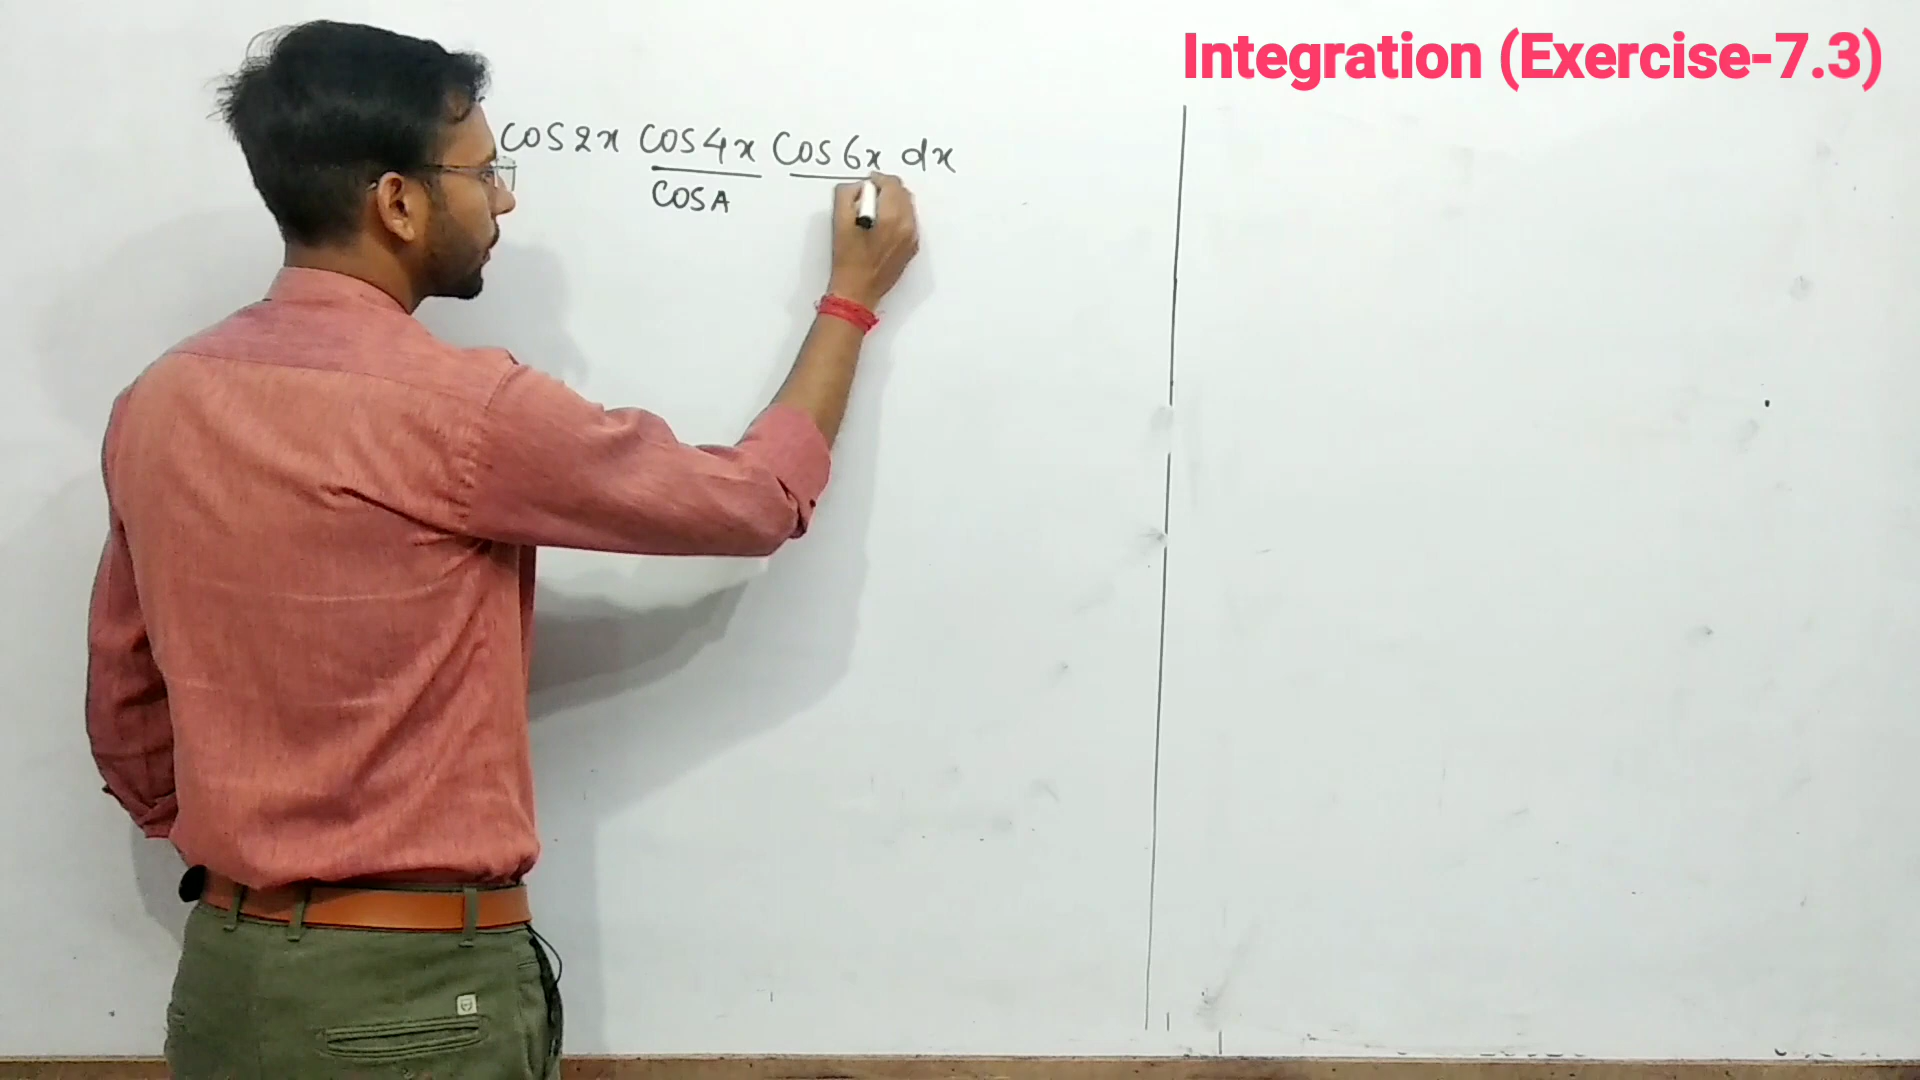 Integration (Exercise-7.3)
cos2x cos4x cos6x dx
cosA